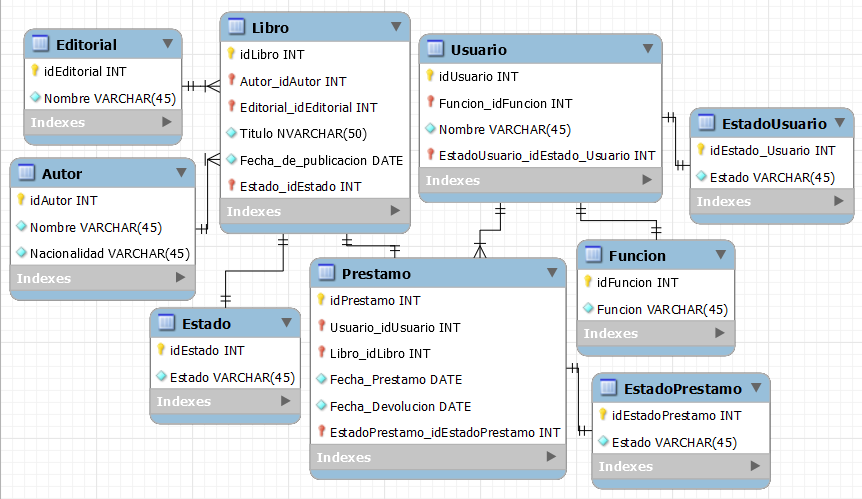 Editorial
idEditorial INT
Nombre VARCHAR(45)
Indexes
Libro
idLibro INT
Autor_idAutor INT
Editorial_idEditorial INT
Titulo NVARCHAR(50)
Fecha_de_publicacion DATE
Estado_idEstado INT
Indexes
Usuario
idUsuario INT
Funcion_idFuncion INT
Nombre VARCHAR(45)
EstadoUsuario_idEstado_Usuario INT
Indexes
EstadoUsuario
idEstado_Usuario INT
Estado VARCHAR(45)
Indexes
Autor
idAutor INT
Nombre VARCHAR(45)
Nacionalidad VARCHAR(45)
Indexes
Estado
idEstado INT
Estado VARCHAR(45)
Indexes
Prestamo
idPrestamo INT
Usuario_idUsuario INT
Libro_idLibro INT
Fecha_Prestamo DATE
Fecha_Devolucion DATE
EstadoPrestamo_idEstadoPrestamo INT
Indexes
Funcion
idFuncion INT
Funcion VARCHAR(45)
Indexes
EstadoPrestamo
idEstadoPrestamo INT
Estado VARCHAR(45)
Indexes